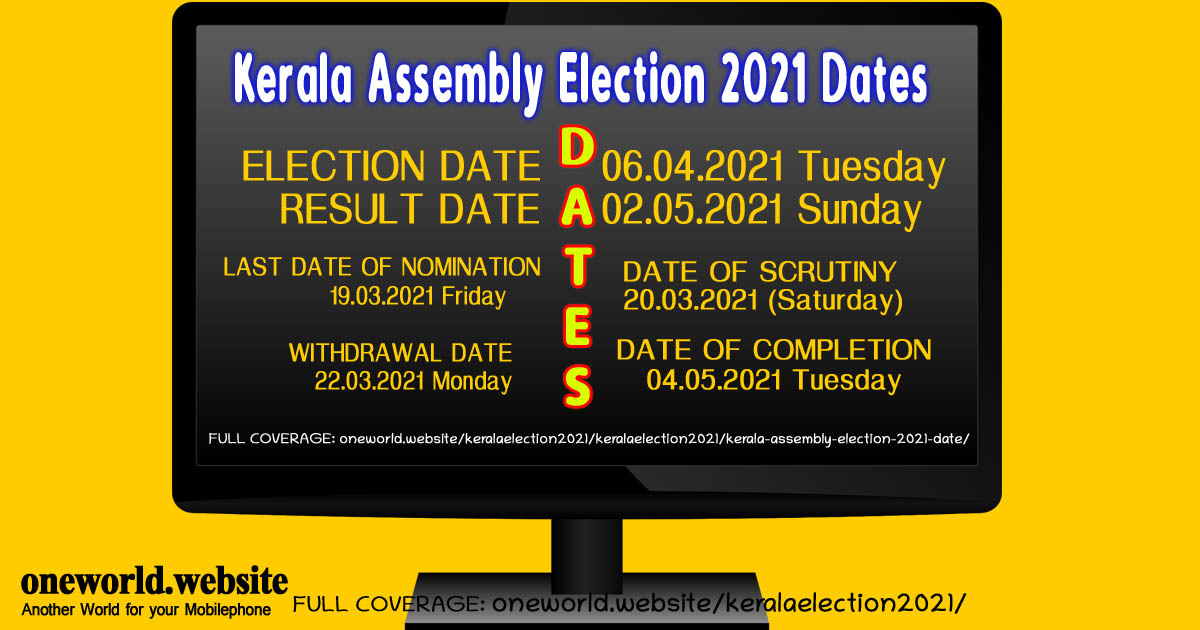 Kerala Assembly Election 2021 Dates
DATES
ELECTION DATE 06.04.2021 Tuesday
RESULT DATE 02.05.2021 Sunday
LAST DATE OF NOMINATION
19.03.2021 Friday
DATE OF SCRUTINY
20.03.2021 (Saturday)
WITHDRAWAL DATE
22.03.2021 Monday
DATE OF COMPLETION
04.05.2021 Tuesday
FULL COVERAGE: oneworld.website/keralaelection2021/keralaelection2021/kerala-assembly-election-2021-date/
oneworld.website
Another World for your Mobilephone
FULL COVERAGE: oneworld.website/keralaelection2021/